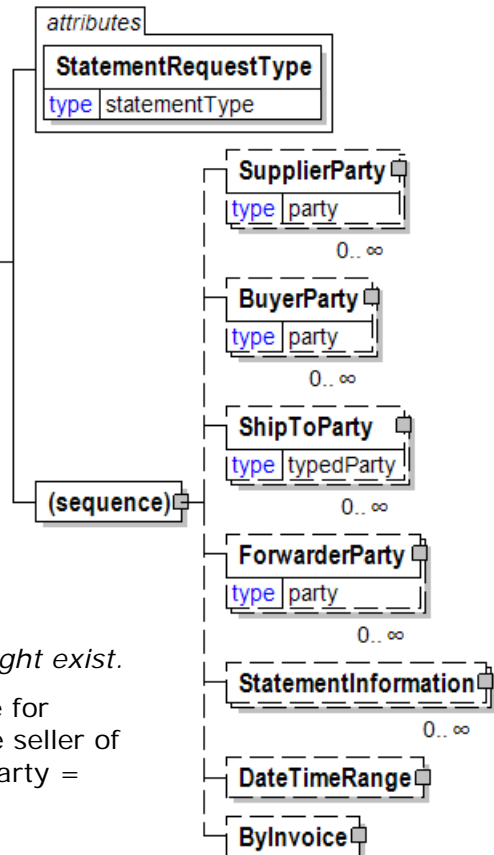 attributes
StatementRequestType
type statementType
SupplierParty
type party
0.. ∞
BuyerParty
type party
0.. ∞
ShipToParty
type typedParty
0.. ∞
(sequence)
ForwarderParty
type party
0.. ∞
ght exist.
StatementInformation
0.. ∞
e for
e seller of
arty =
DateTimeRange
ByInvoice